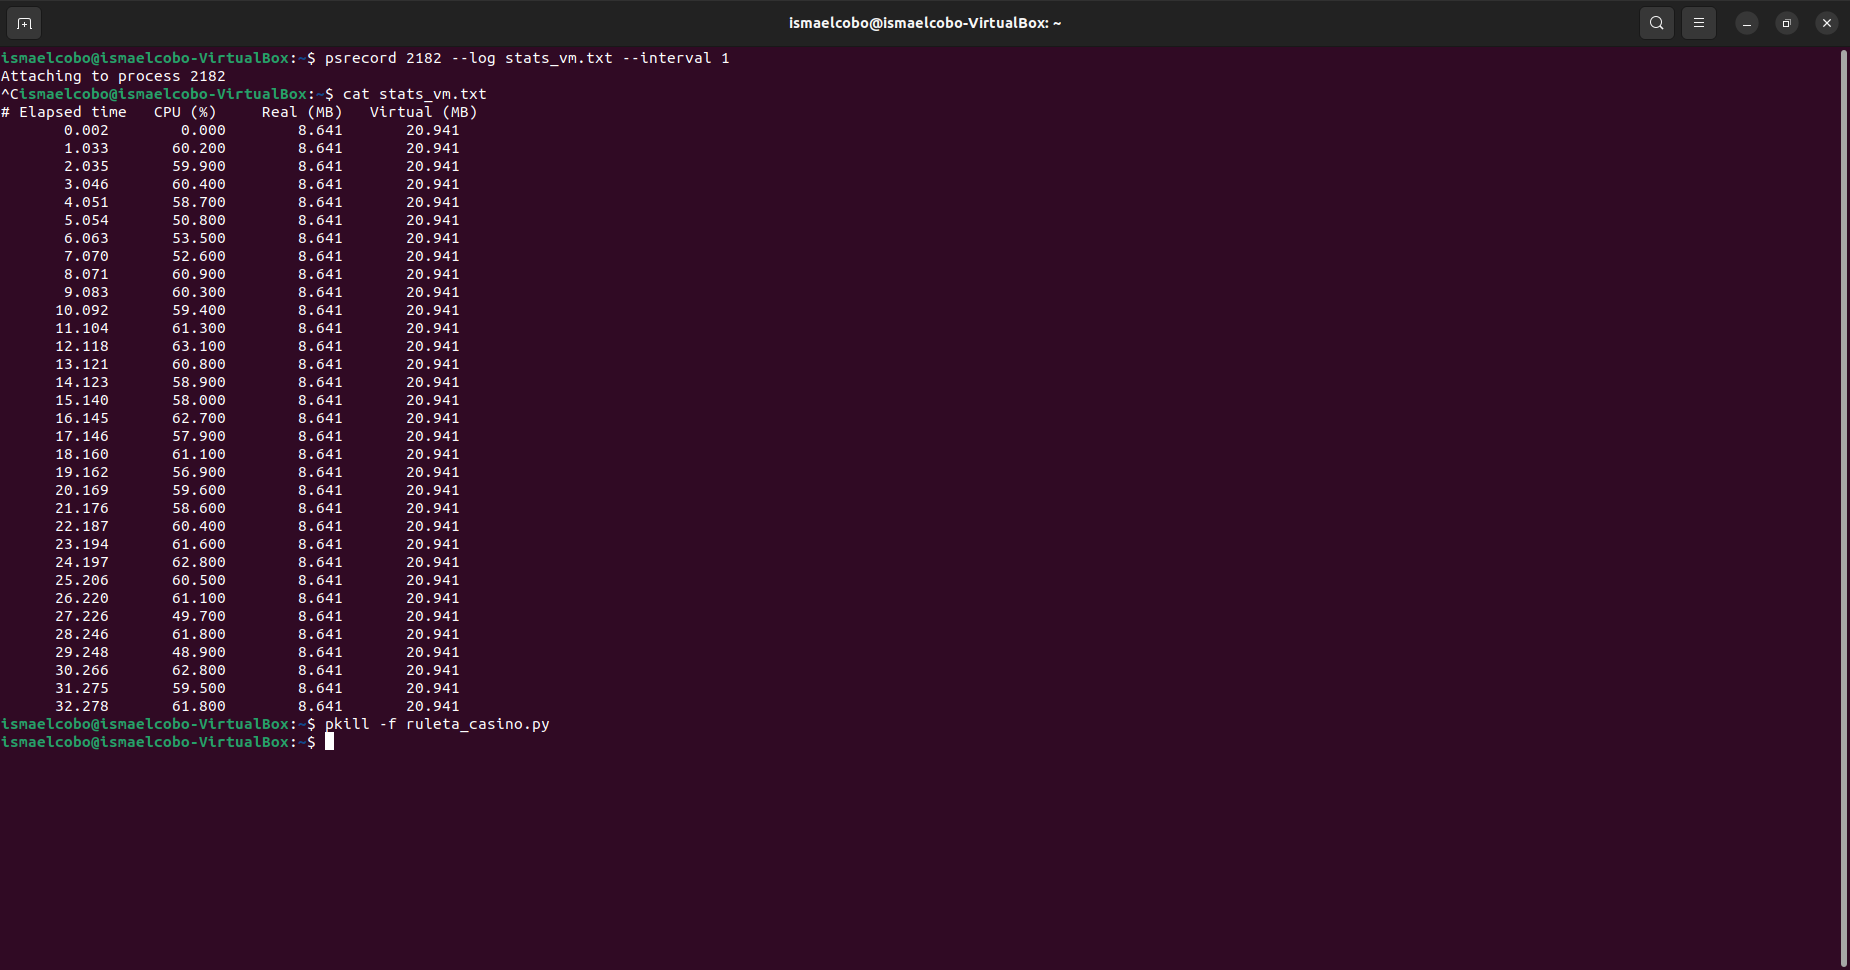 ismaelcobo@ismaelcobo-VirtualBox: ~
ismaelcobo@ismaelcobo-VirtualBox:~$ psrecord 2182 --log stats_vm.txt --interval 1
Attaching to process 2182
^Cismaelcobo@ismaelcobo-VirtualBox:~$ cat stats_vm.txt
# Elapsed time   CPU (%)     Real (MB)   Virtual (MB)
       0.002        0.000        8.641       20.941
       1.033       60.200        8.641       20.941
       2.035       59.900        8.641       20.941
       3.046       60.400        8.641       20.941
       4.051       58.700        8.641       20.941
       5.054       50.800        8.641       20.941
       6.063       53.500        8.641       20.941
       7.070       52.600        8.641       20.941
       8.071       60.900        8.641       20.941
       9.083       60.300        8.641       20.941
      10.092       59.400        8.641       20.941
      11.104       61.300        8.641       20.941
      12.118       63.100        8.641       20.941
      13.121       60.800        8.641       20.941
      14.123       58.900        8.641       20.941
      15.140       58.000        8.641       20.941
      16.145       62.700        8.641       20.941
      17.146       57.900        8.641       20.941
      18.160       61.100        8.641       20.941
      19.162       56.900        8.641       20.941
      20.169       59.600        8.641       20.941
      21.176       58.600        8.641       20.941
      22.187       60.400        8.641       20.941
      23.194       61.600        8.641       20.941
      24.197       62.800        8.641       20.941
      25.206       60.500        8.641       20.941
      26.220       61.100        8.641       20.941
      27.226       49.700        8.641       20.941
      28.246       61.800        8.641       20.941
      29.248       48.900        8.641       20.941
      30.266       62.800        8.641       20.941
      31.275       59.500        8.641       20.941
      32.278       61.800        8.641       20.941
ismaelcobo@ismaelcobo-VirtualBox:~$ pkill -f ruleta_casino.py
ismaelcobo@ismaelcobo-VirtualBox:~$